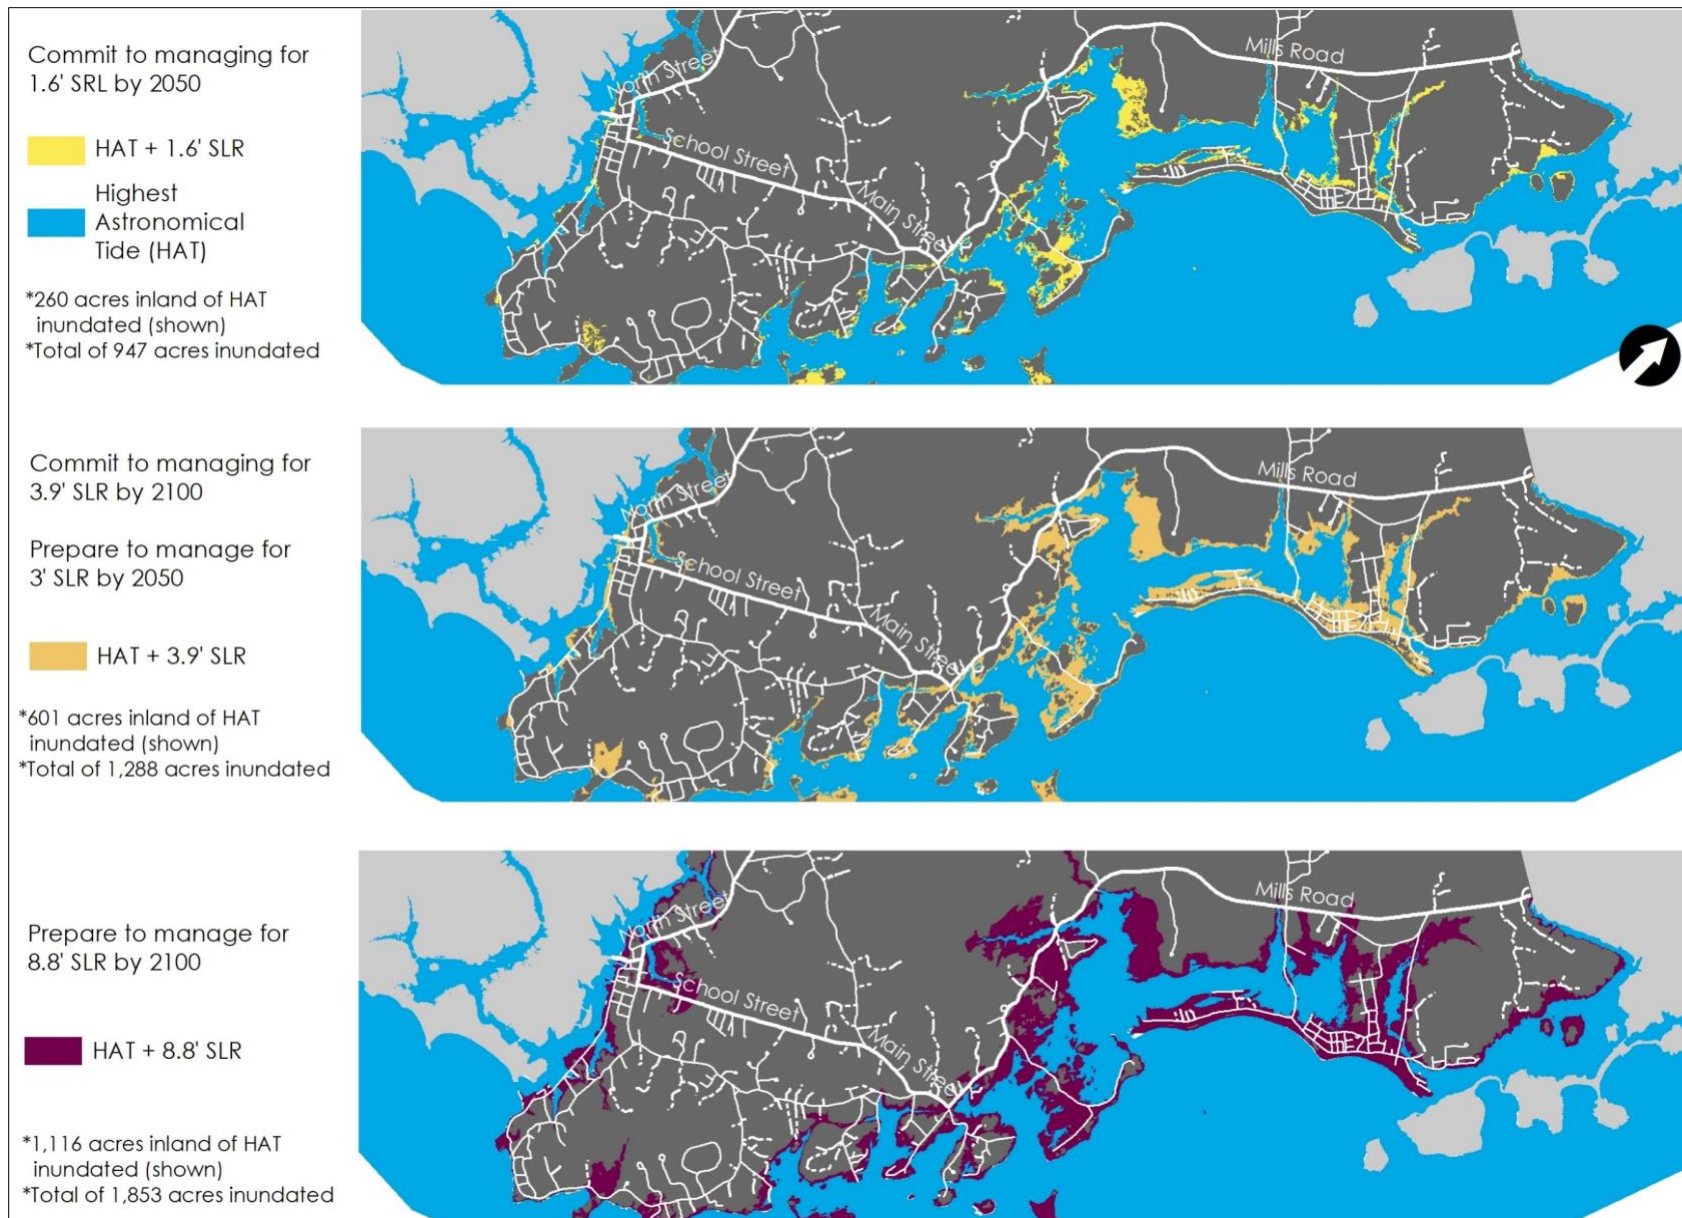 Commit to managing for
1.6' SRL by 2050
HAT + 1.6' SLR
Highest
Astronomical
Tide (HAT)
*260 acres inland of HAT
inundated (shown)
*Total of 947 acres inundated
North Street
School Street
Main Street
Mills Road
Commit to managing for
3.9' SLR by 2100
Prepare to manage for
3' SLR by 2050
HAT + 3.9' SLR
*601 acres inland of HAT
inundated (shown)
*Total of 1,288 acres inundated
North Street
School Street
Main Street
Mills Road
Prepare to manage for
8.8' SLR by 2100
HAT + 8.8' SLR
*1,116 acres inland of HAT
inundated (shown)
*Total of 1,853 acres inundated
North Street
School Street
Main Street
Mills Road